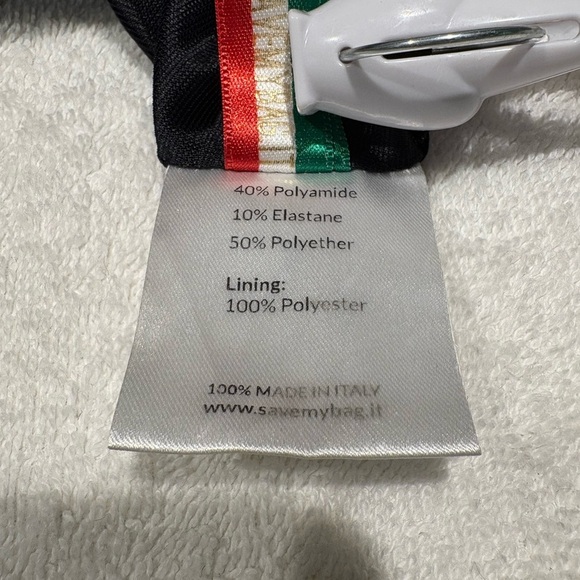 40% Polyamide
10% Elastane
50% Polyether
Lining:
100% Polyester
100% MADE IN ITALY
www.savemybag.it